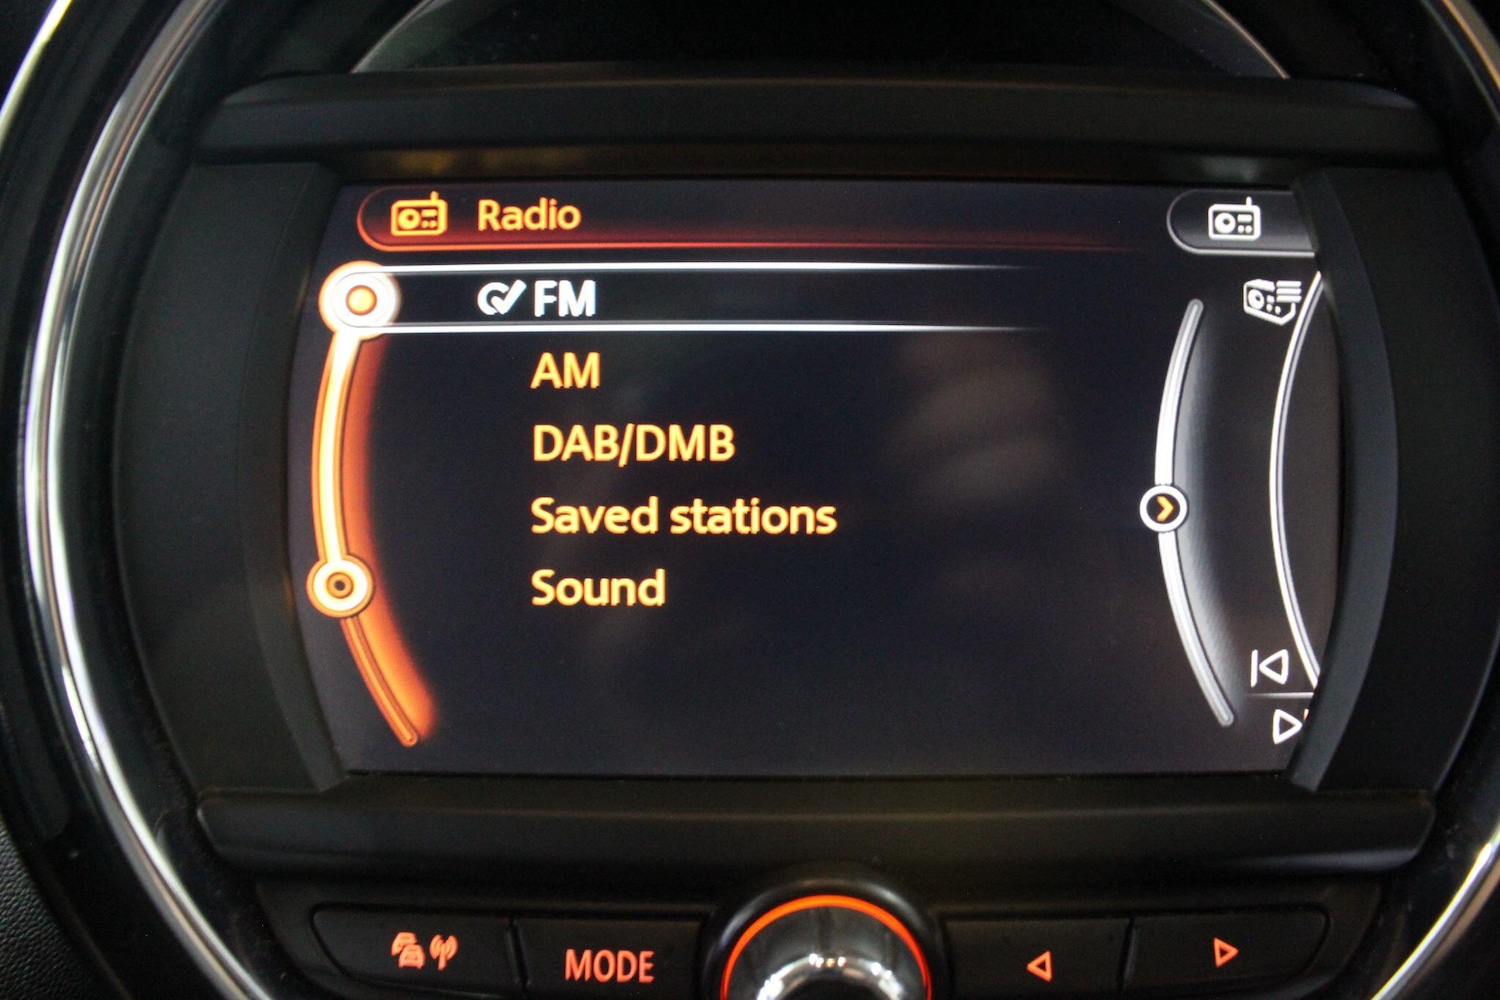 Radio
FM
AM
DAB/DMB
Saved stations
Sound
MODE